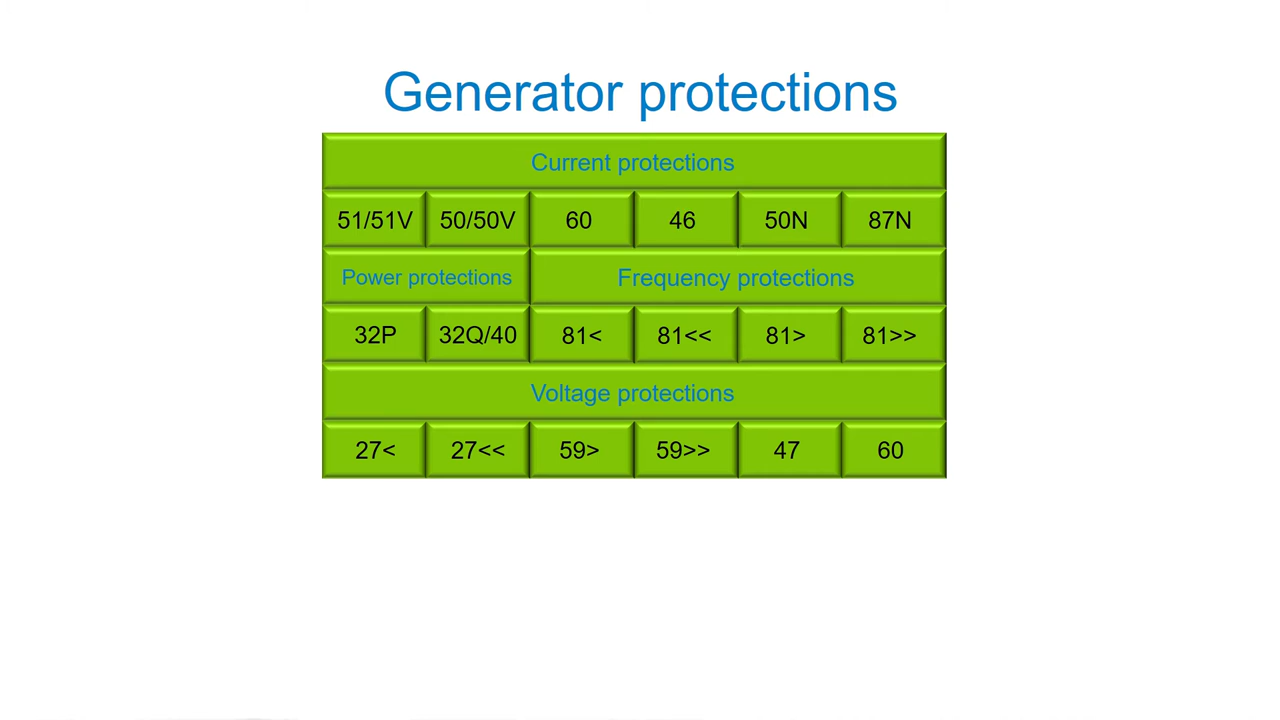 Generator protections
Current protections
51/51V 50/50V 60 46 50N 87N
Power protections Frequency protections
32P 32Q/40 81< 81<< 81> 81>>
Voltage protections
27< 27<< 59> 59>> 47 60